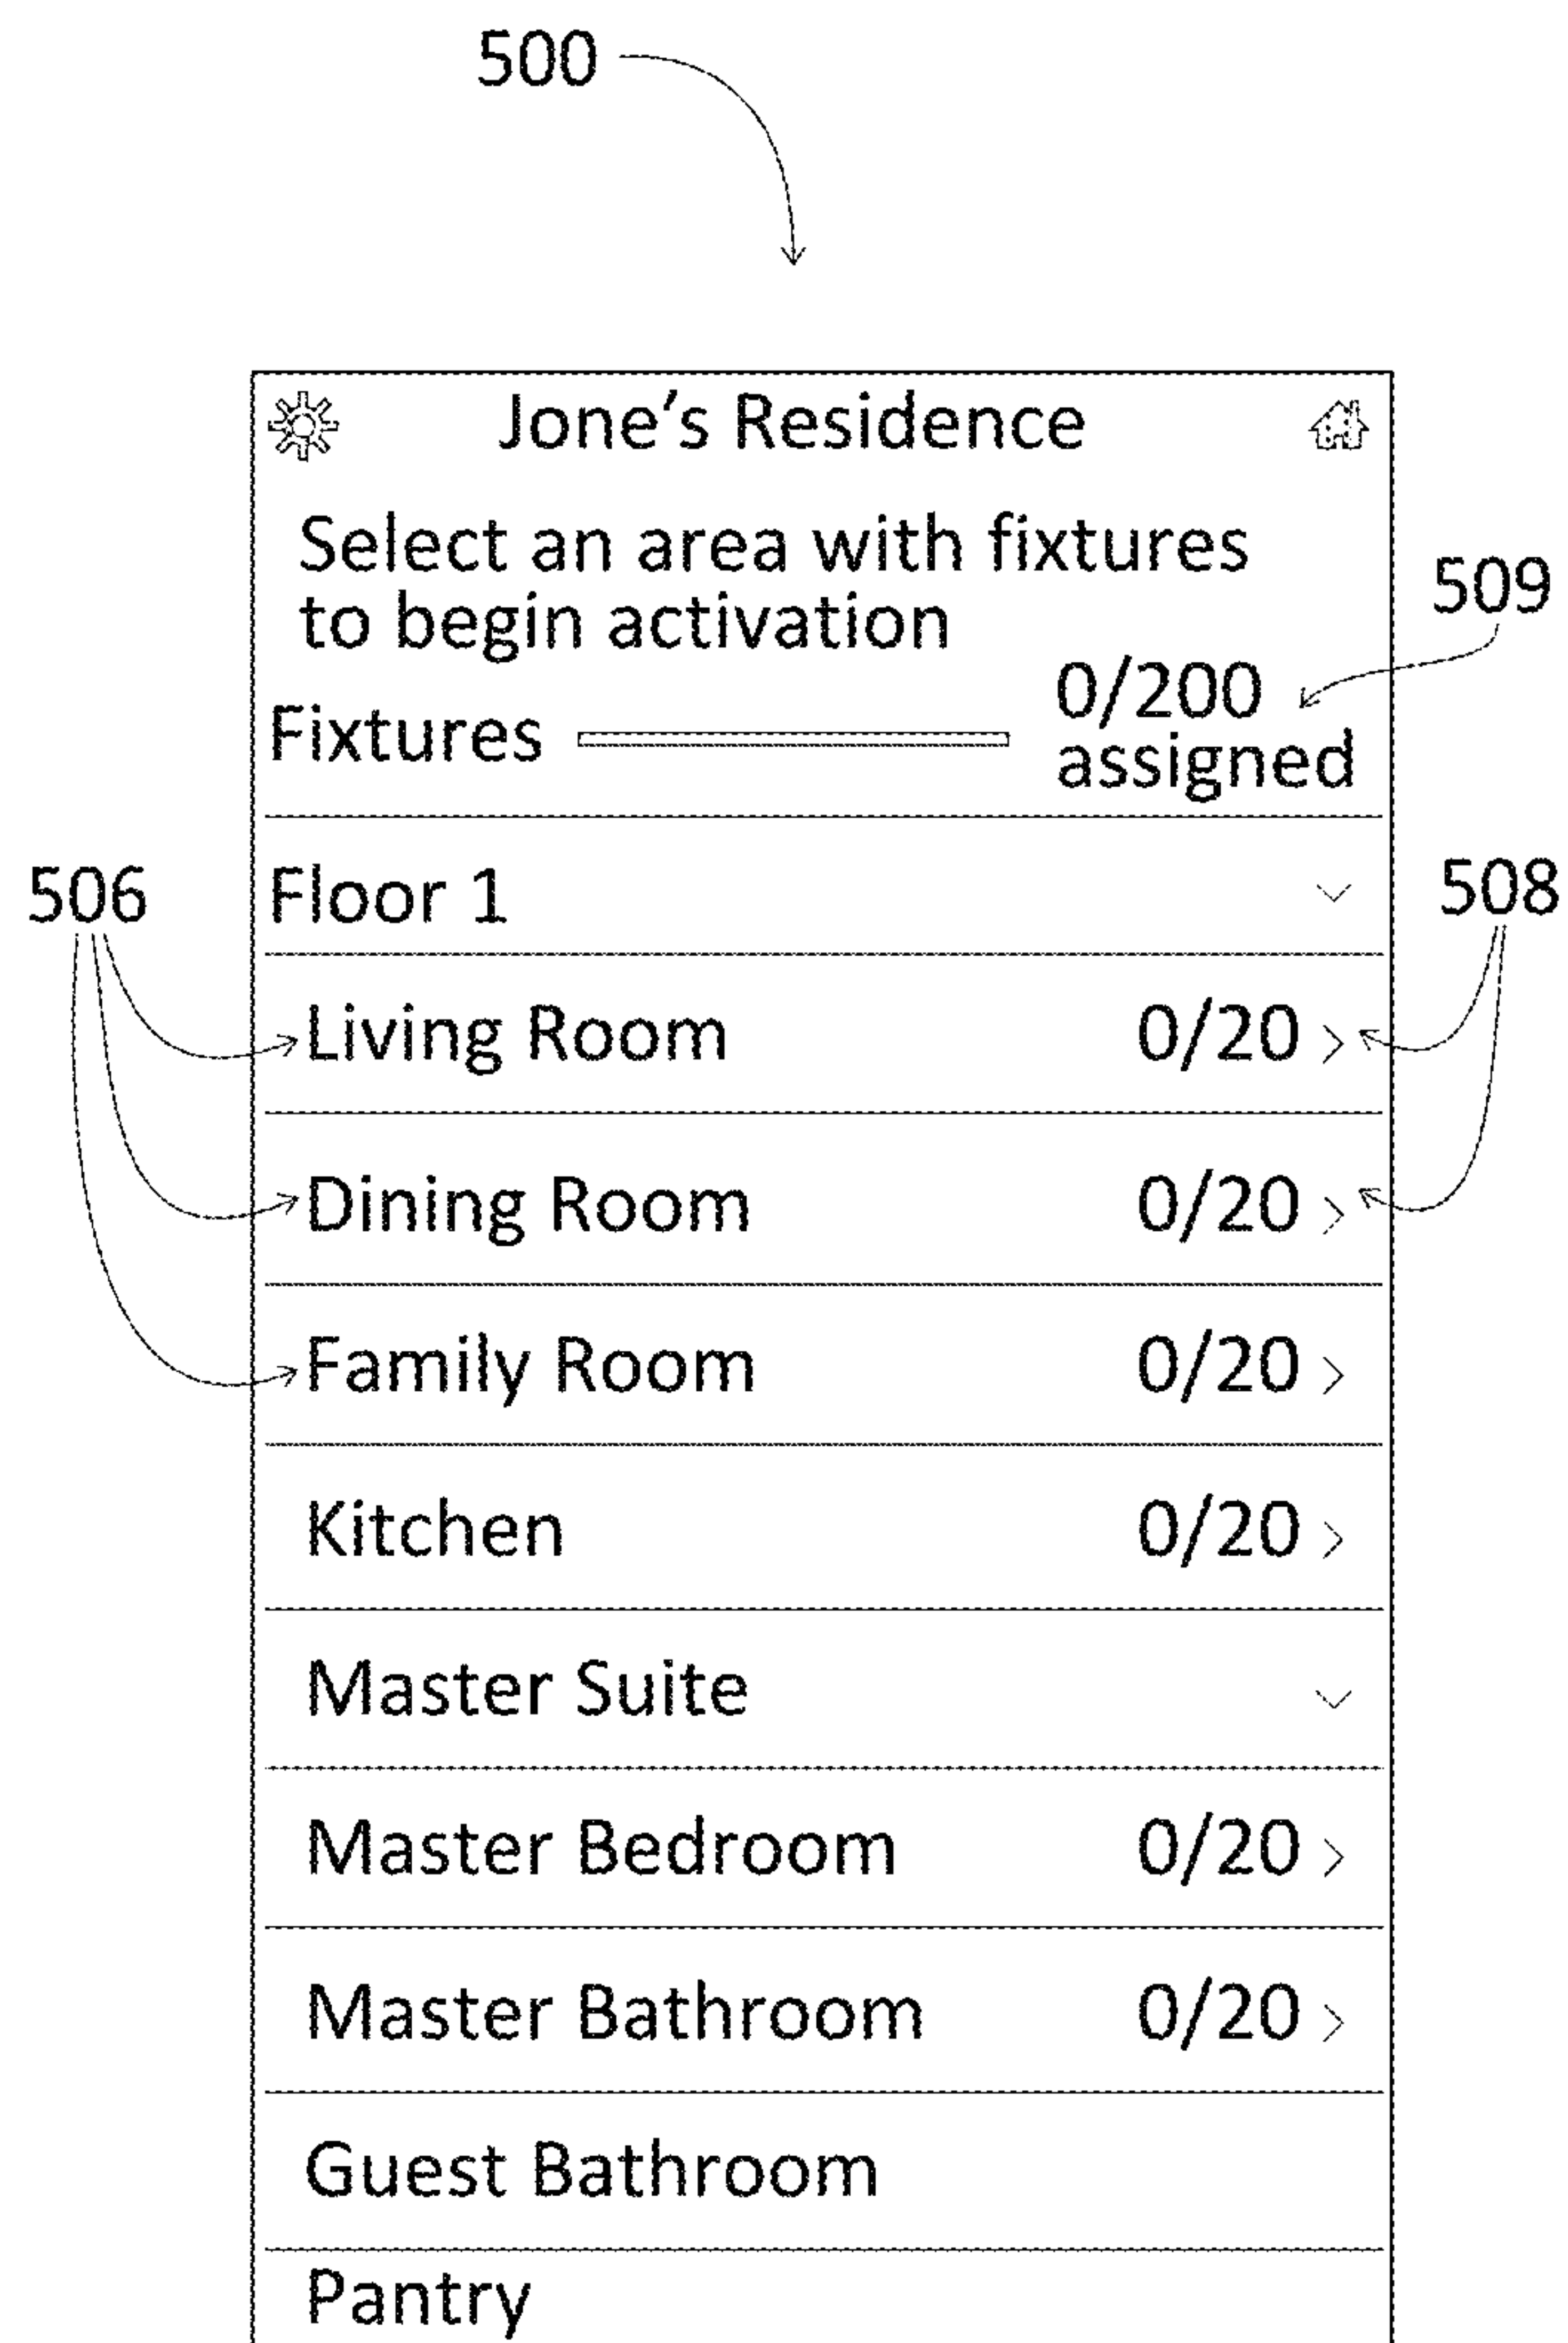 500
Jone’s Residence
Select an area with fixtures
to begin activation
509
Fixtures
0/200
assigned
506
Floor 1
508
Living Room 0/20 >
Dining Room 0/20 >
Family Room 0/20 >
Kitchen 0/20 >
Master Suite
Master Bedroom 0/20 >
Master Bathroom 0/20 >
Guest Bathroom
Pantry